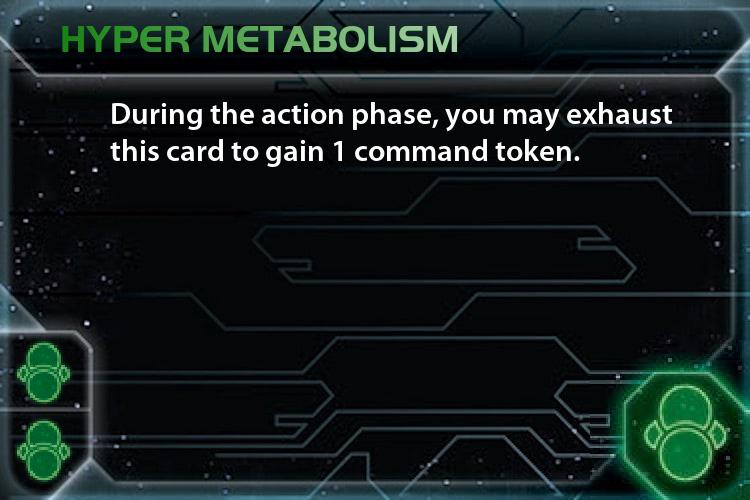 HYPER METABOLISM
During the action phase, you may exhaust
this card to gain 1 command token.